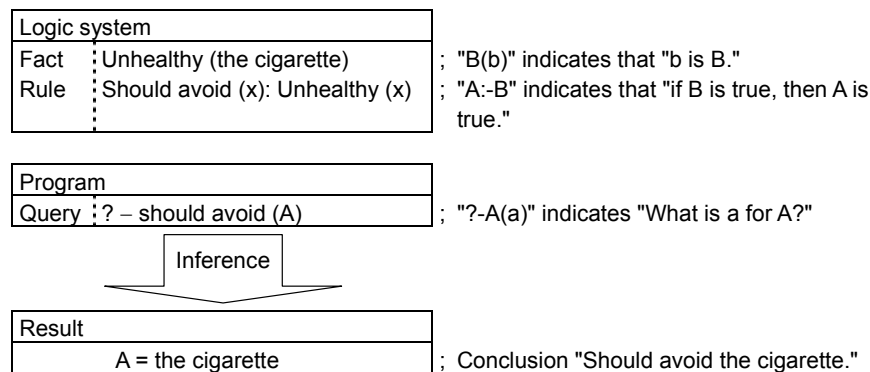 Logic system
Fact Unhealthy (the cigarette) ; "B(b)" indicates that "b is B."
Rule Should avoid (x): Unhealthy (x) ; "A:-B" indicates that "if B is true, then A is
true."
Program
Query ? – should avoid (A) ; "?-A(a)" indicates "What is a for A?"
Inference
Result
A = the cigarette ; Conclusion "Should avoid the cigarette."